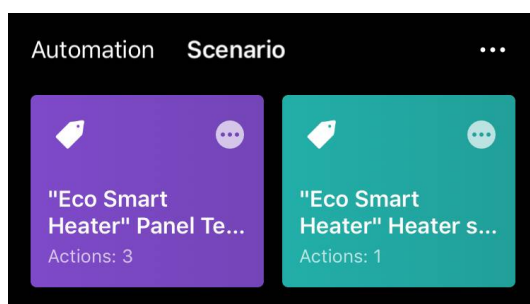 Automation Scenario
"Eco Smart
Heater" Panel Te...
Actions: 3
"Eco Smart
Heater" Heater s...
Actions: 1